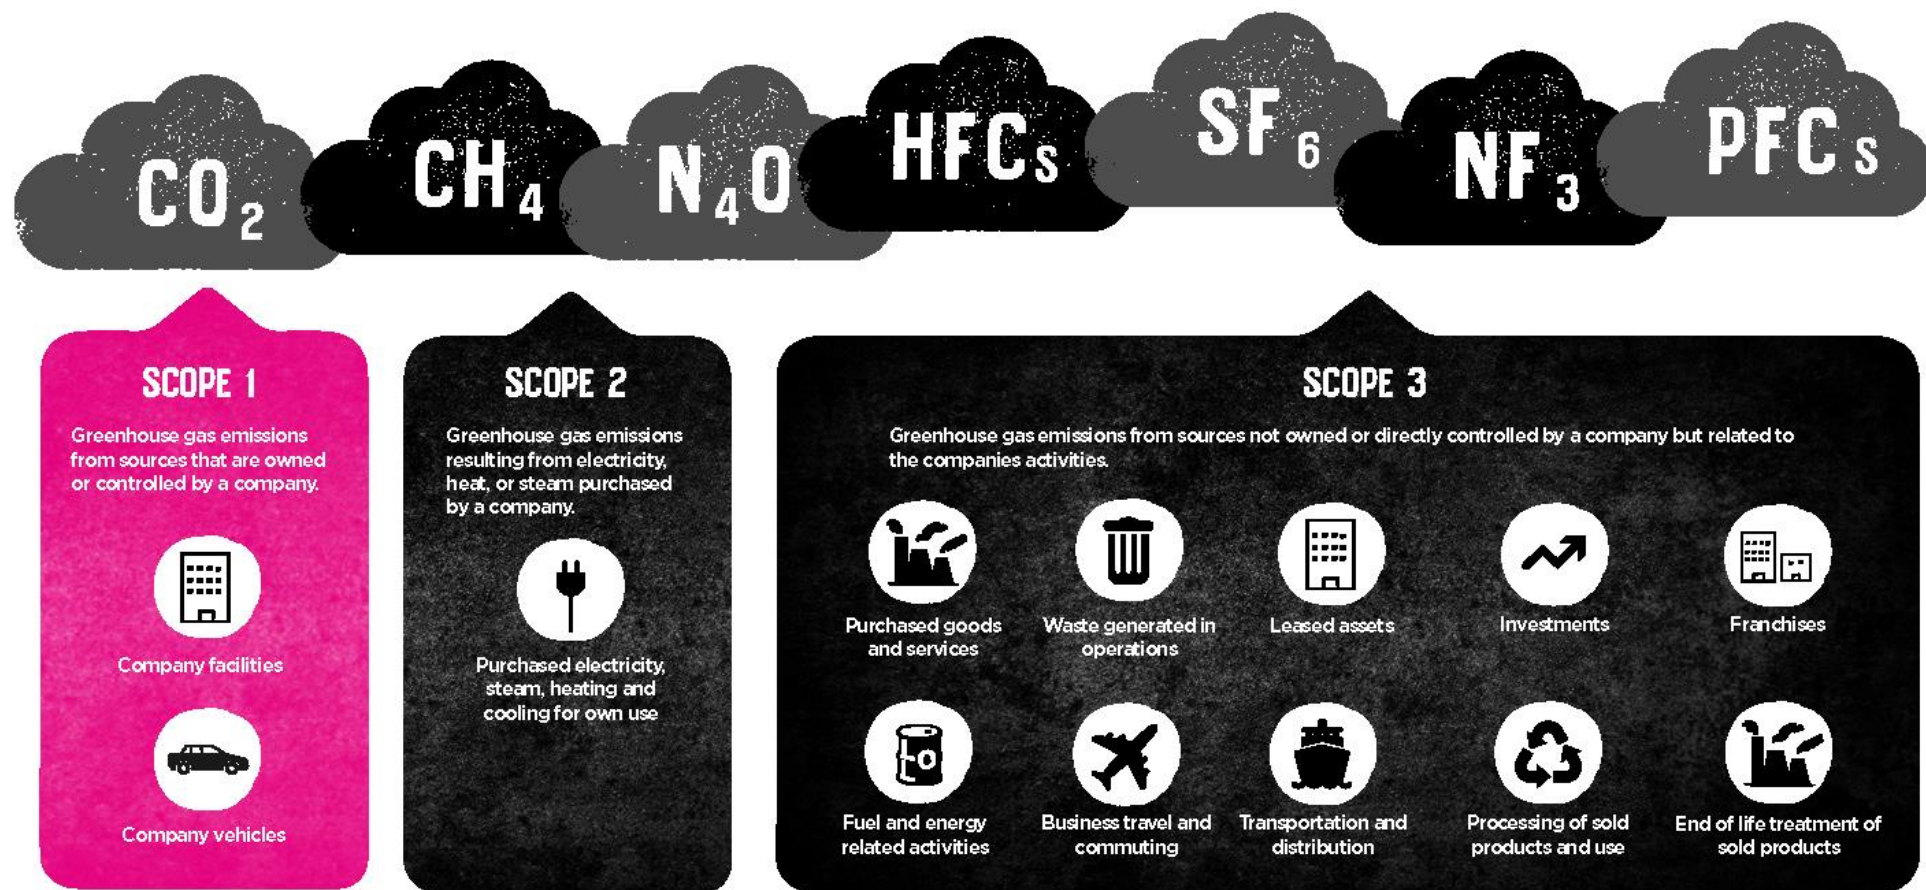 CO2
CH4
N4O
HFCs
SF6
NF3
PFCs
SCOPE 1
Greenhouse gas emissions
from sources that are owned
or controlled by a company.
Company facilities
Company vehicles
SCOPE 2
Greenhouse gas emissions
resulting from electricity,
heat, or steam purchased
by a company.
Purchased electricity,
steam, heating and
cooling for own use
SCOPE 3
Greenhouse gas emissions from sources not owned or directly controlled by a company but related to
the companies activities.
Purchased goods
and services
Waste generated in
operations
Leased assets
Investments
Franchises
Fuel and energy
related activities
Business travel and
commuting
Transportation and
distribution
Processing of sold
products and use
End of life treatment of
sold products